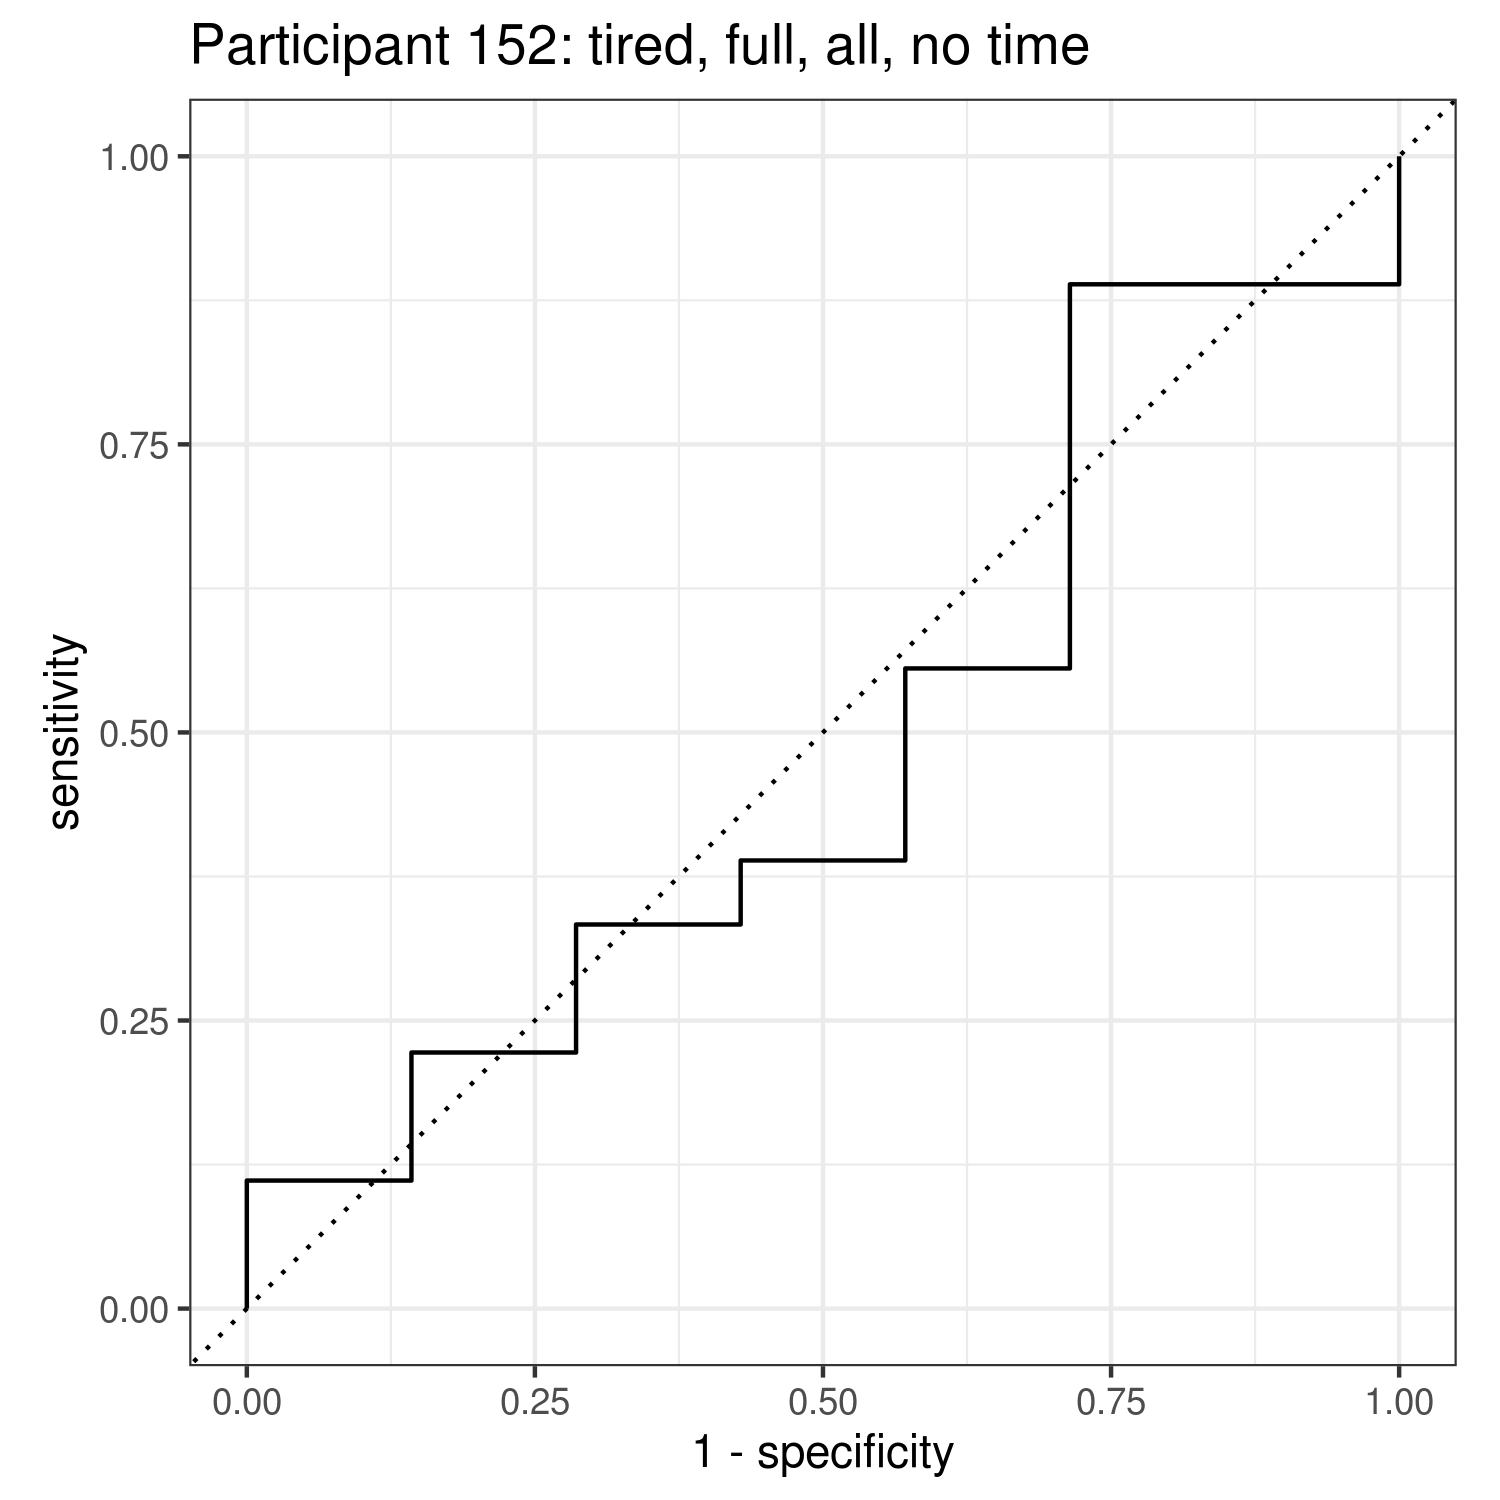 Participant 152: tired, full, all, no time
1.00
0.75
0.50
0.25
0.00
sensitivity
0.00 0.25 0.50 0.75 1.00
1 - specificity